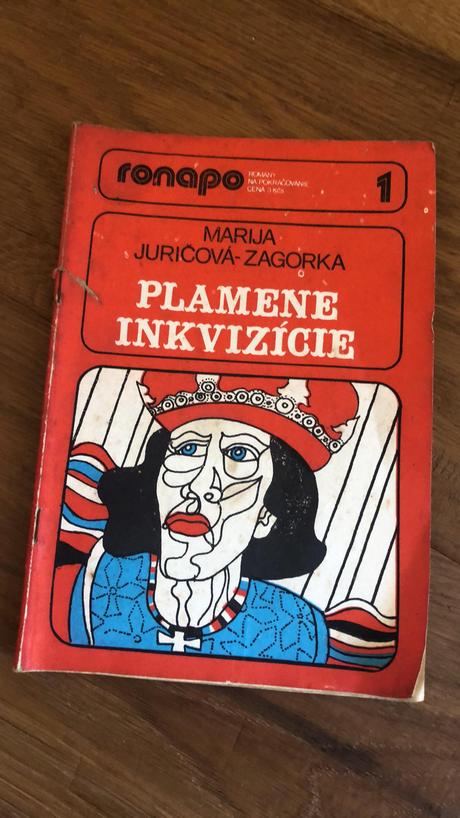 ronapo
ROMÁNY
NA POKRAČOVANIE
CENA 3 Kčs
1
MARIJA
JURIČOVÁ-ZAGORKA
PLAMENE
INKVIZÍCIE